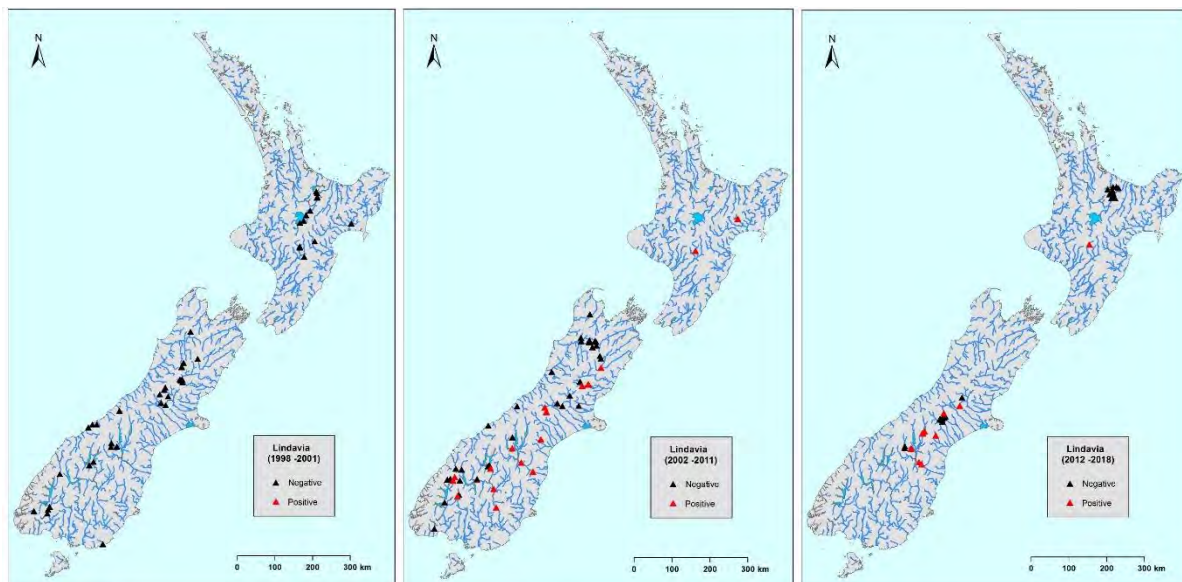 N
Lindavia
(1998 -2001)
Negative
Positive
0 100 200 300 km
N
Lindavia
(2002 -2011)
Negative
Positive
0 100 200 300 km
N
Lindavia
(2012 -2018)
Negative
Positive
0 100 200 300 km